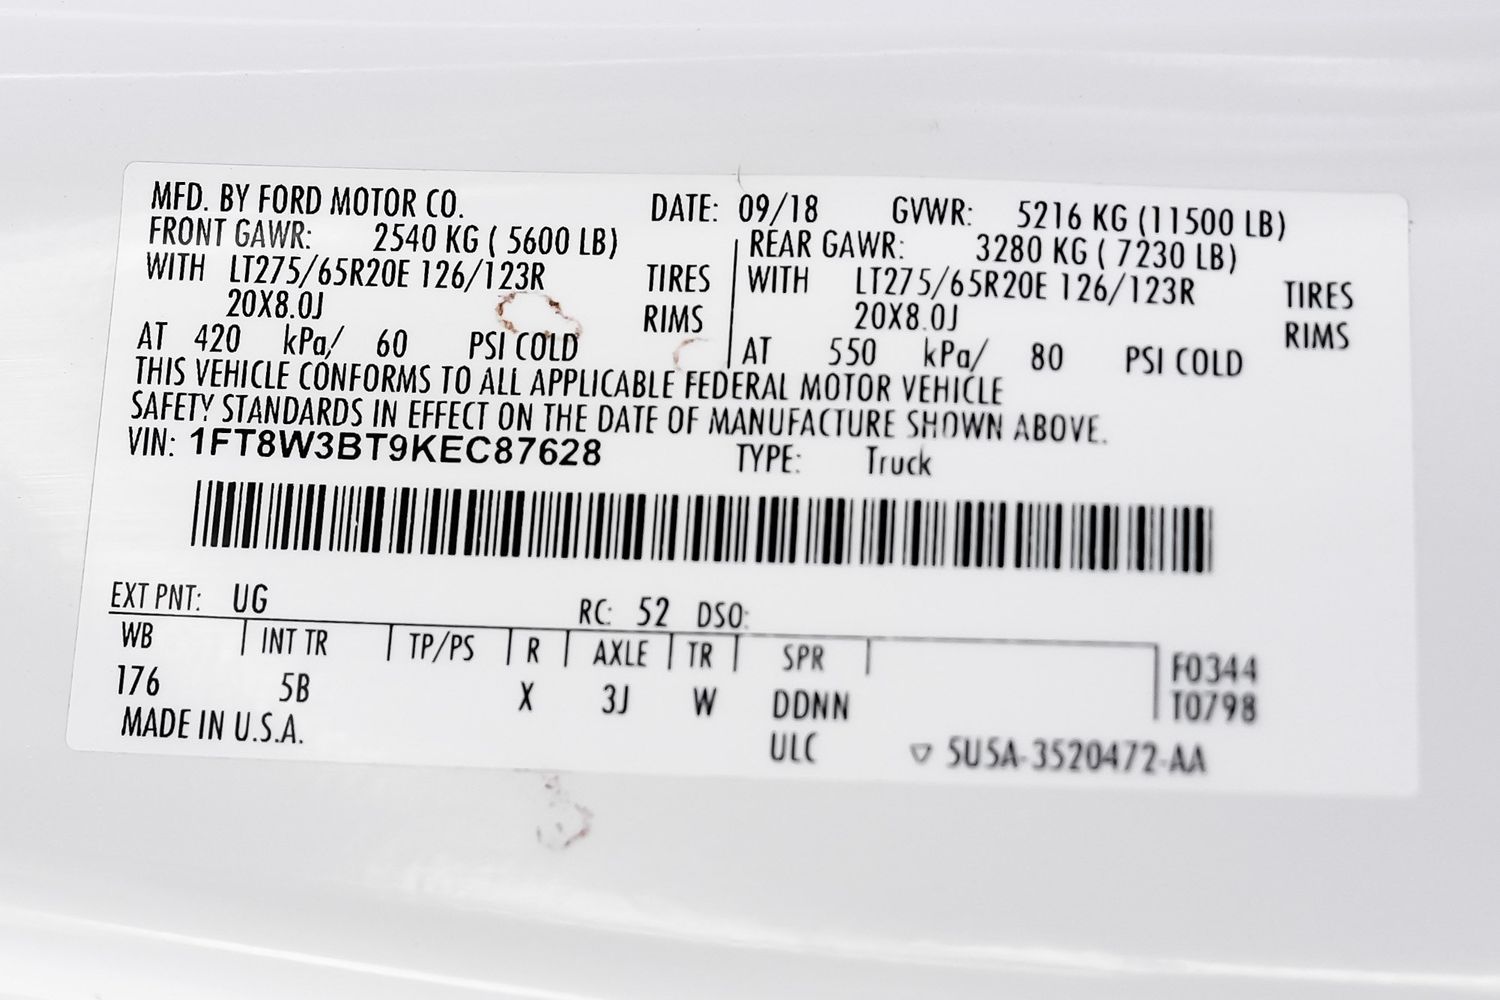 MFD. BY FORD MOTOR CO. DATE: 09/18 GVWR: 5216 KG (11500 LB)
FRONT GAWR: 2540 KG ( 5600 LB) REAR GAWR: 3280 KG ( 7230 LB)
WITH LT275/65R20E 126/123R TIRES WITH LT275/65R20E 126/123R TIRES
20X8.0J RIMS 20X8.0J RIMS
AT 420 kPa/ 60 PSI COLD AT 550 kPa/ 80 PSI COLD
THIS VEHICLE CONFORMS TO ALL APPLICABLE FEDERAL MOTOR VEHICLE
SAFETY STANDARDS IN EFFECT ON THE DATE OF MANUFACTURE SHOWN ABOVE.
VIN: 1FT8W3BT9KEC87628 TYPE: Truck
EXT PNT: UG RC: 52 DSO:
WB INT TR TP/PS R AXLE TR SPR F0344
176 5B X 3J W DDNN T0798
MADE IN U.S.A. ULC ▽ 5U5A-3520472-AA